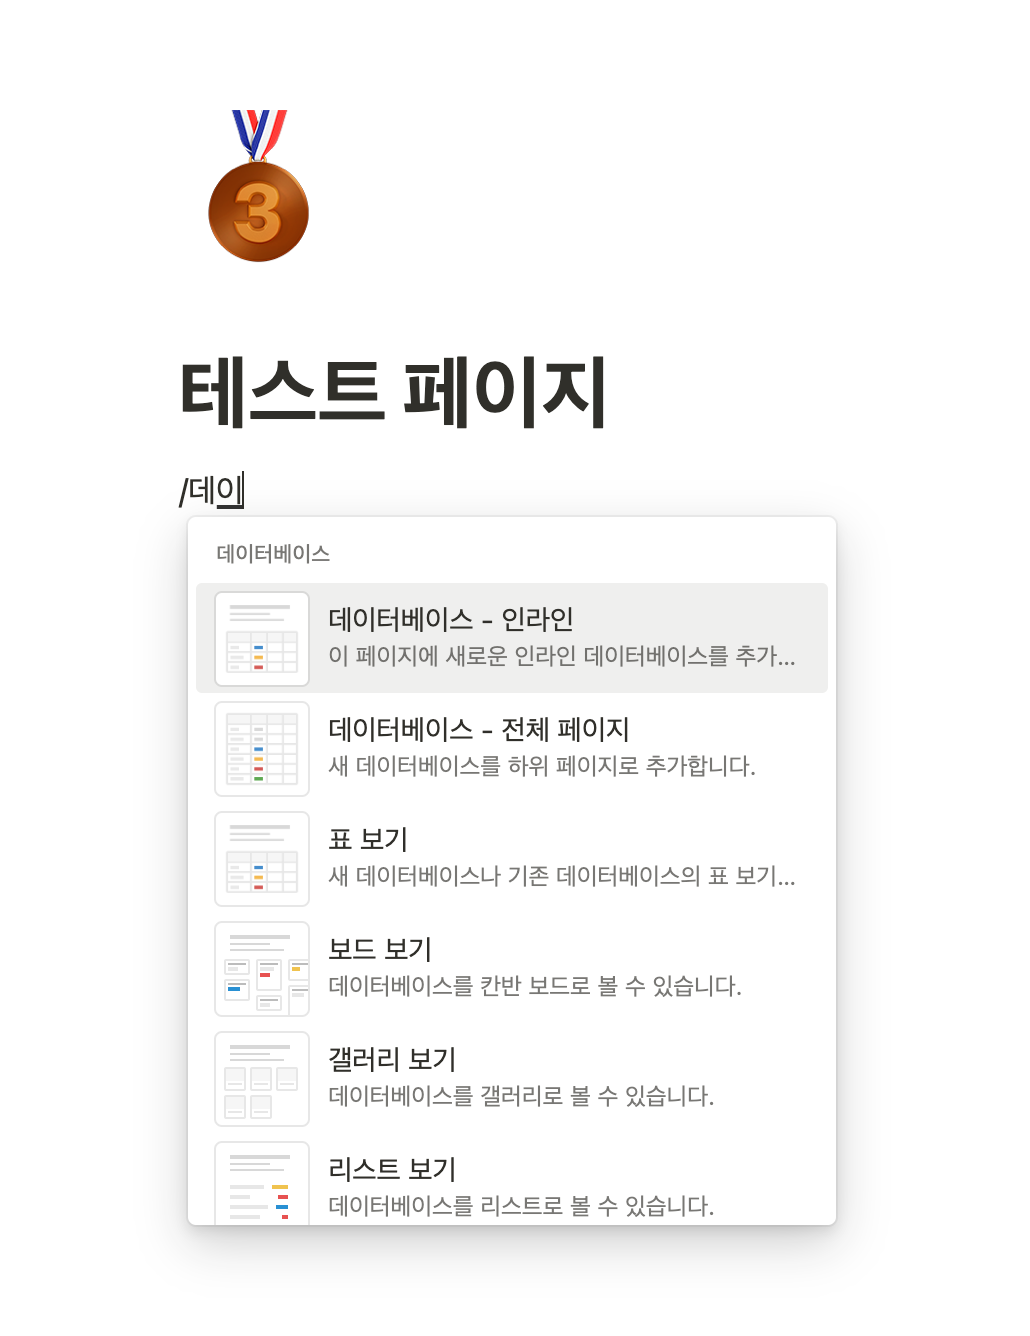 3
테스트 페이지
/데이
데이터베이스
데이터베이스 - 인라인
이 페이지에 새로운 인라인 데이터베이스를 추가...
데이터베이스 - 전체 페이지
새 데이터베이스를 하위 페이지로 추가합니다.
표 보기
새 데이터베이스나 기존 데이터베이스의 표 보기...
보드 보기
데이터베이스를 칸반 보드로 볼 수 있습니다.
갤러리 보기
데이터베이스를 갤러리로 볼 수 있습니다.
리스트 보기
데이터베이스를 리스트로 볼 수 있습니다.